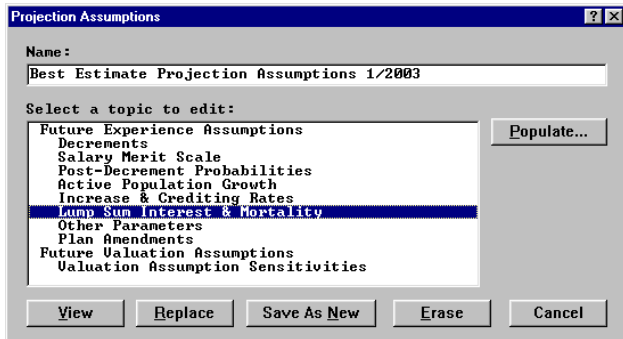 Projection Assumptions
Name:
Best Estimate Projection Assumptions 1/2003
Select a topic to edit:
Future Experience Assumptions
Decrements
Salary Merit Scale
Post-Decrement Probabilities
Active Population Growth
Increase & Crediting Rates
Lump Sum Interest & Mortality
Other Parameters
Plan Amendments
Future Valuation Assumptions
Valuation Assumption Sensitivities
Populate...
View Replace Save As New Erase Cancel